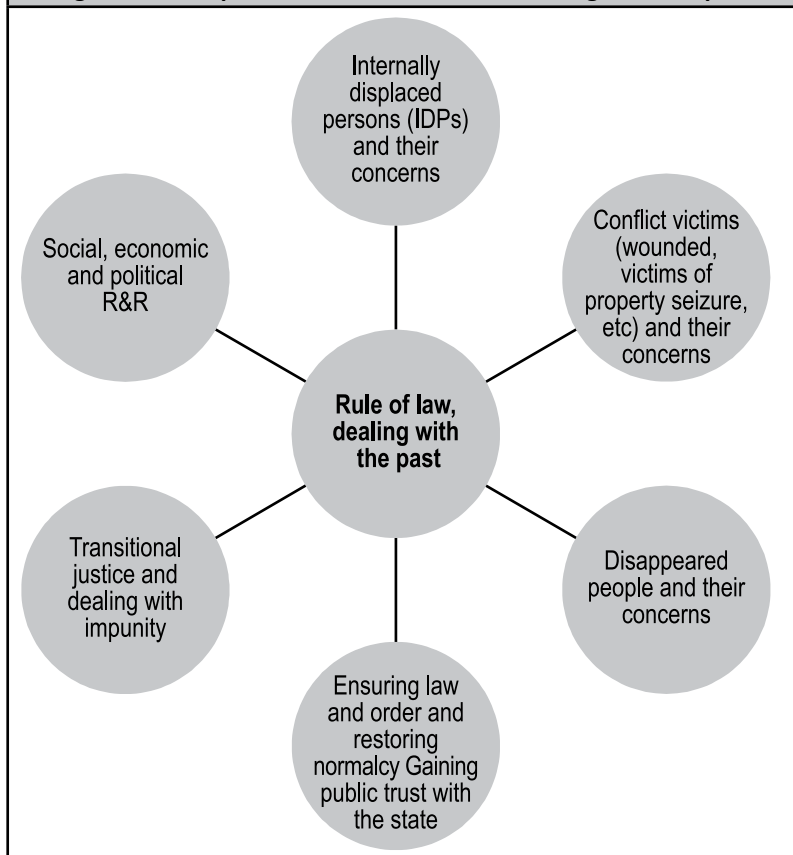 Internally
displaced
persons (IDPs)
and their
concerns
Conflict victims
(wounded,
victims of
property seizure,
etc) and their
concerns
Social, economic
and political
R&R
Rule of law,
dealing with
the past
Transitional
justice and
dealing with
impunity
Disappeared
people and their
concerns
Ensuring law
and order and
restoring
normalcy Gaining
public trust with
the state